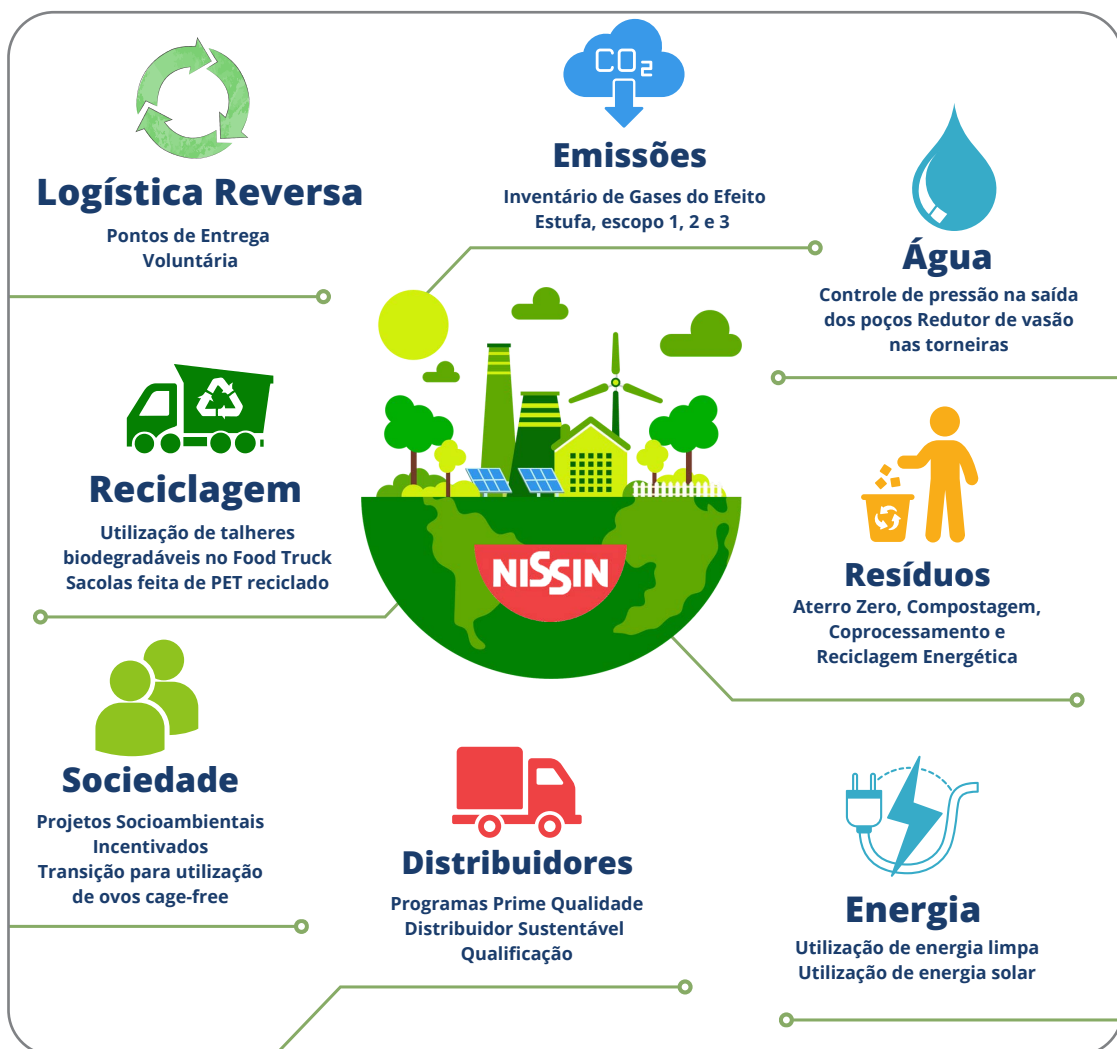 CO2
Emissões
Inventário de Gases do Efeito
Estufa, escopo 1, 2 e 3
Logística Reversa
Pontos de Entrega
Voluntária
Água
Controle de pressão na saída
dos poços Redutor de vasão
nas torneiras
Reciclagem
Utilização de talheres
biodegradáveis no Food Truck
Sacolas feita de PET reciclado
NISSIN
Resíduos
Aterro Zero, Compostagem,
Coprocessamento e
Reciclagem Energética
Sociedade
Projetos Socioambientais
Incentivados
Transição para utilização
de ovos cage-free
Distribuidores
Programas Prime Qualidade
Distribuidor Sustentável
Qualificação
Energia
Utilização de energia limpa
Utilização de energia solar